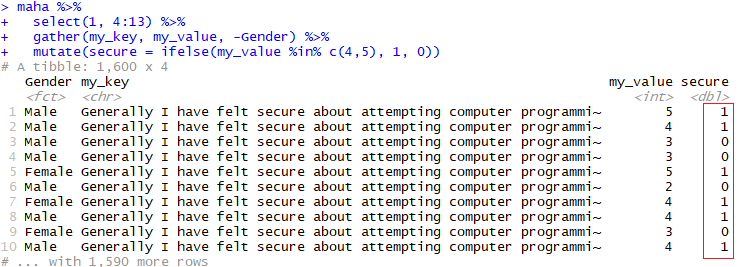 > maha %>%
+   select(1, 4:13) %>%
+   gather(my_key, my_value, -Gender) %>%
+   mutate(secure = ifelse(my_value %in% c(4,5), 1, 0))
# A tibble: 1,600 x 4
   Gender my_key                                                             my_value secure
   <fct>  <chr>                                                                 <int>  <dbl>
 1 Male   Generally I have felt secure about attempting computer programmi~        5      1
 2 Male   Generally I have felt secure about attempting computer programmi~        4      1
 3 Male   Generally I have felt secure about attempting computer programmi~        3      0
 4 Male   Generally I have felt secure about attempting computer programmi~        3      0
 5 Female Generally I have felt secure about attempting computer programmi~        5      1
 6 Male   Generally I have felt secure about attempting computer programmi~        2      0
 7 Female Generally I have felt secure about attempting computer programmi~        4      1
 8 Male   Generally I have felt secure about attempting computer programmi~        4      1
 9 Female Generally I have felt secure about attempting computer programmi~        3      0
10 Male   Generally I have felt secure about attempting computer programmi~        4      1
# ... with 1,590 more rows